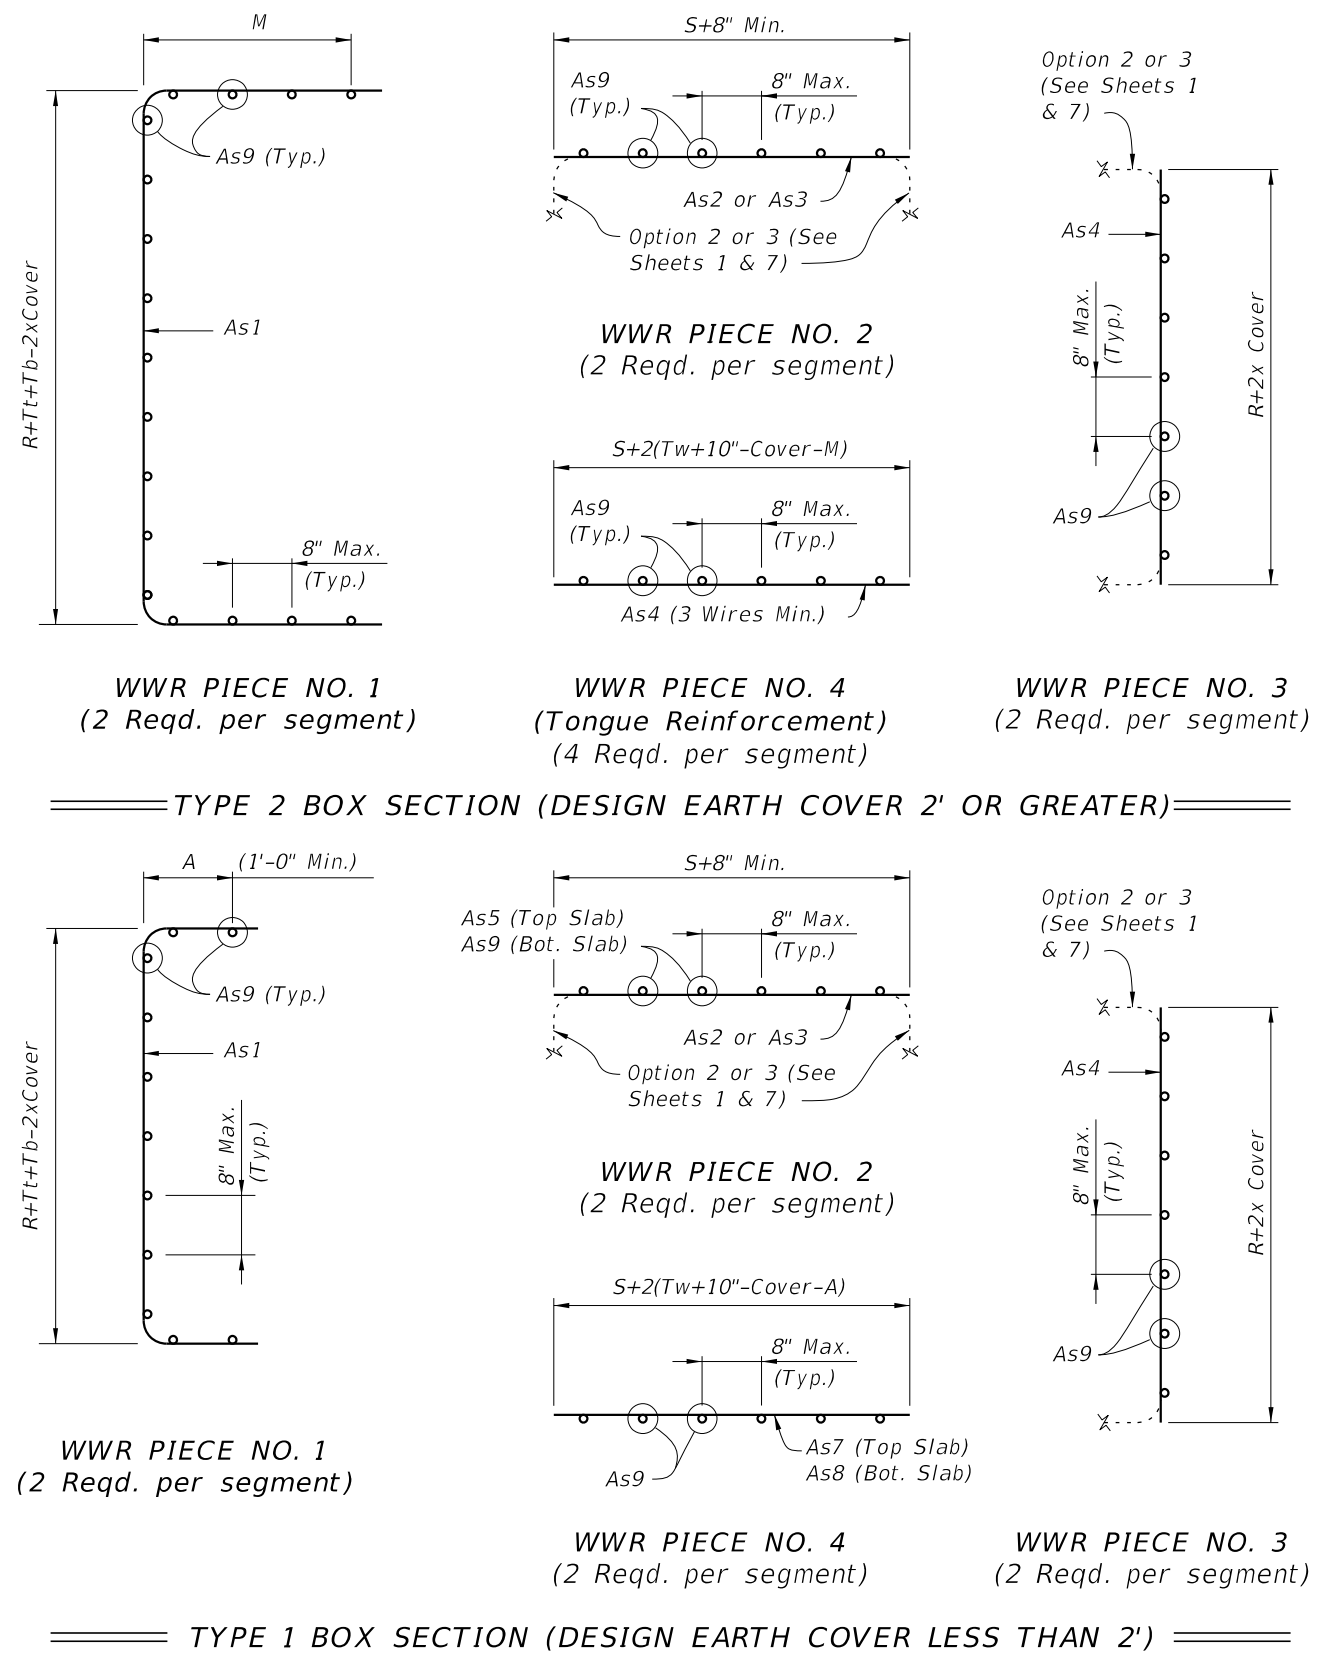 M
R+Tt+Tb-2xCover
As9 (Typ.)
As1
8" Max.
(Typ.)
WWR PIECE NO. 1
(2 Reqd. per segment)
S+8" Min.
As9
(Typ.)
8" Max.
(Typ.)
As2 or As3
Option 2 or 3 (See
Sheets 1 & 7)
WWR PIECE NO. 2
(2 Reqd. per segment)
S+2(Tw+10"-Cover-M)
As9
(Typ.)
8" Max.
(Typ.)
As4 (3 Wires Min.)
WWR PIECE NO. 4
(Tongue Reinforcement)
(4 Reqd. per segment)
Option 2 or 3
(See Sheets 1
& 7)
As4
8" Max.
(Typ.)
R+2x Cover
As9
WWR PIECE NO. 3
(2 Reqd. per segment)
TYPE 2 BOX SECTION (DESIGN EARTH COVER 2' OR GREATER)
A (1'-0" Min.)
R+Tt+Tb-2xCover
As9 (Typ.)
As1
8" Max.
(Typ.)
WWR PIECE NO. 1
(2 Reqd. per segment)
S+8" Min.
As5 (Top Slab)
As9 (Bot. Slab)
8" Max.
(Typ.)
As2 or As3
Option 2 or 3 (See
Sheets 1 & 7)
WWR PIECE NO. 2
(2 Reqd. per segment)
S+2(Tw+10"-Cover-A)
8" Max.
(Typ.)
As9
As7 (Top Slab)
As8 (Bot. Slab)
WWR PIECE NO. 4
(2 Reqd. per segment)
Option 2 or 3
(See Sheets 1
& 7)
As4
8" Max.
(Typ.)
R+2x Cover
As9
WWR PIECE NO. 3
(2 Reqd. per segment)
TYPE 1 BOX SECTION (DESIGN EARTH COVER LESS THAN 2')